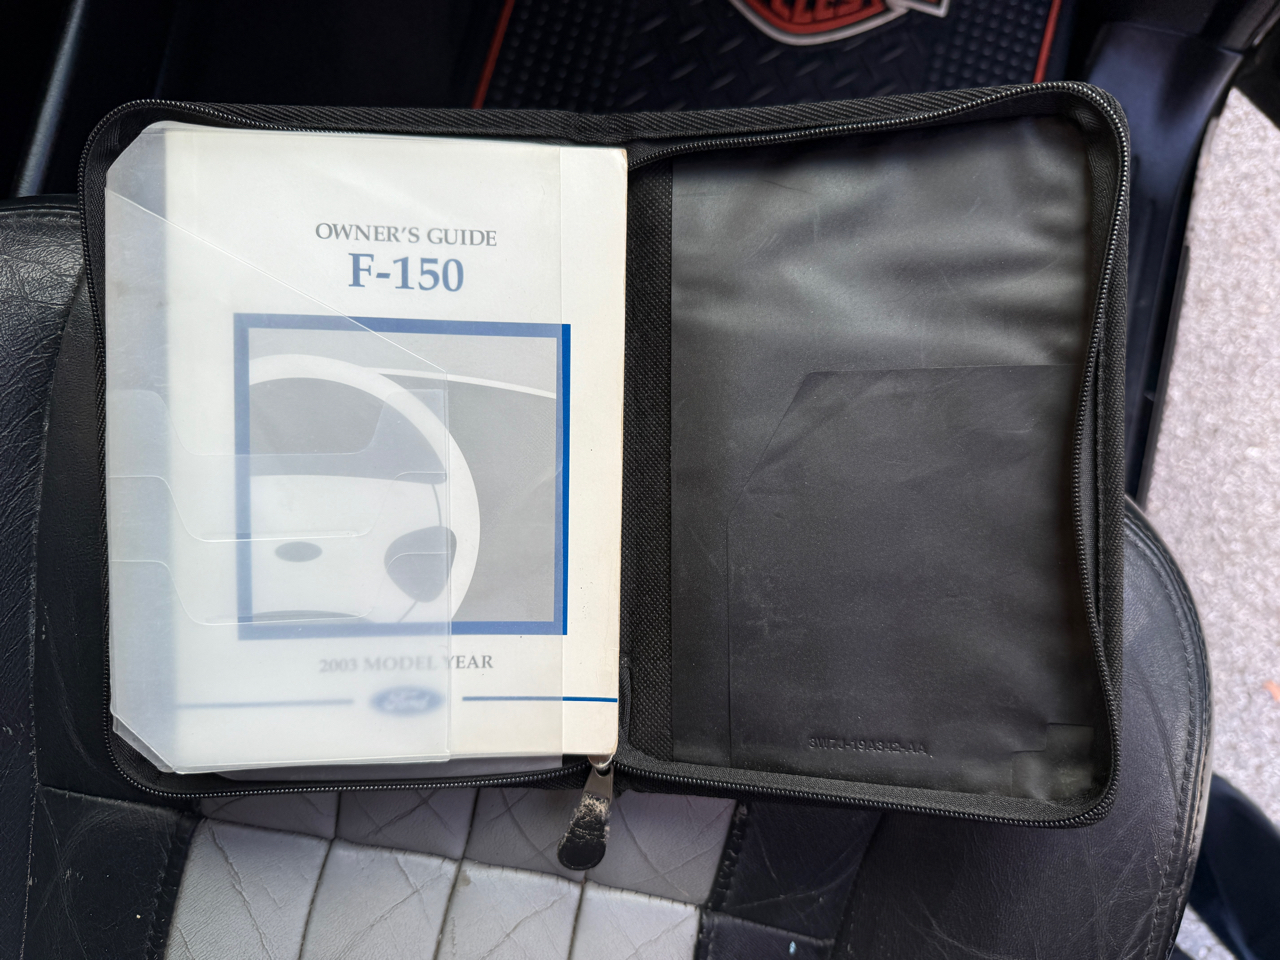 OWNER'S GUIDE
F-150
2003 MODEL YEAR
Ford